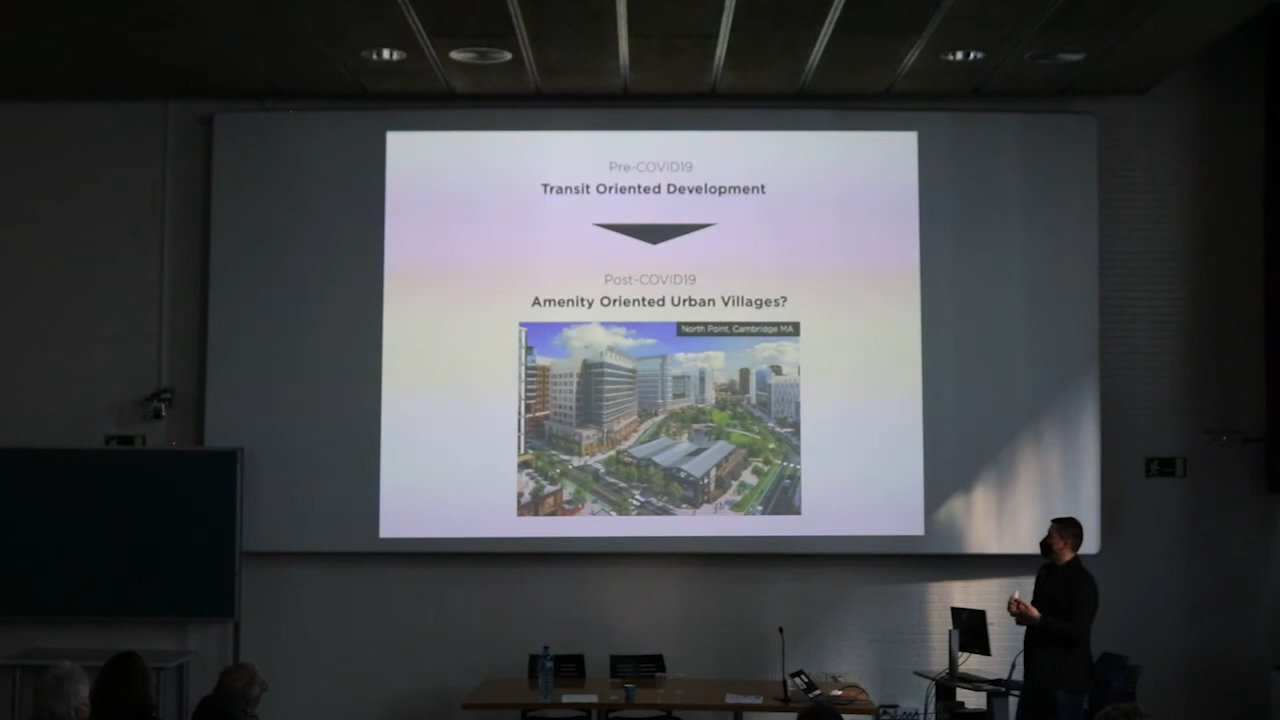 Pre-COVID19
Transit Oriented Development
Post-COVID19
Amenity Oriented Urban Villages?
North Point, Cambridge MA